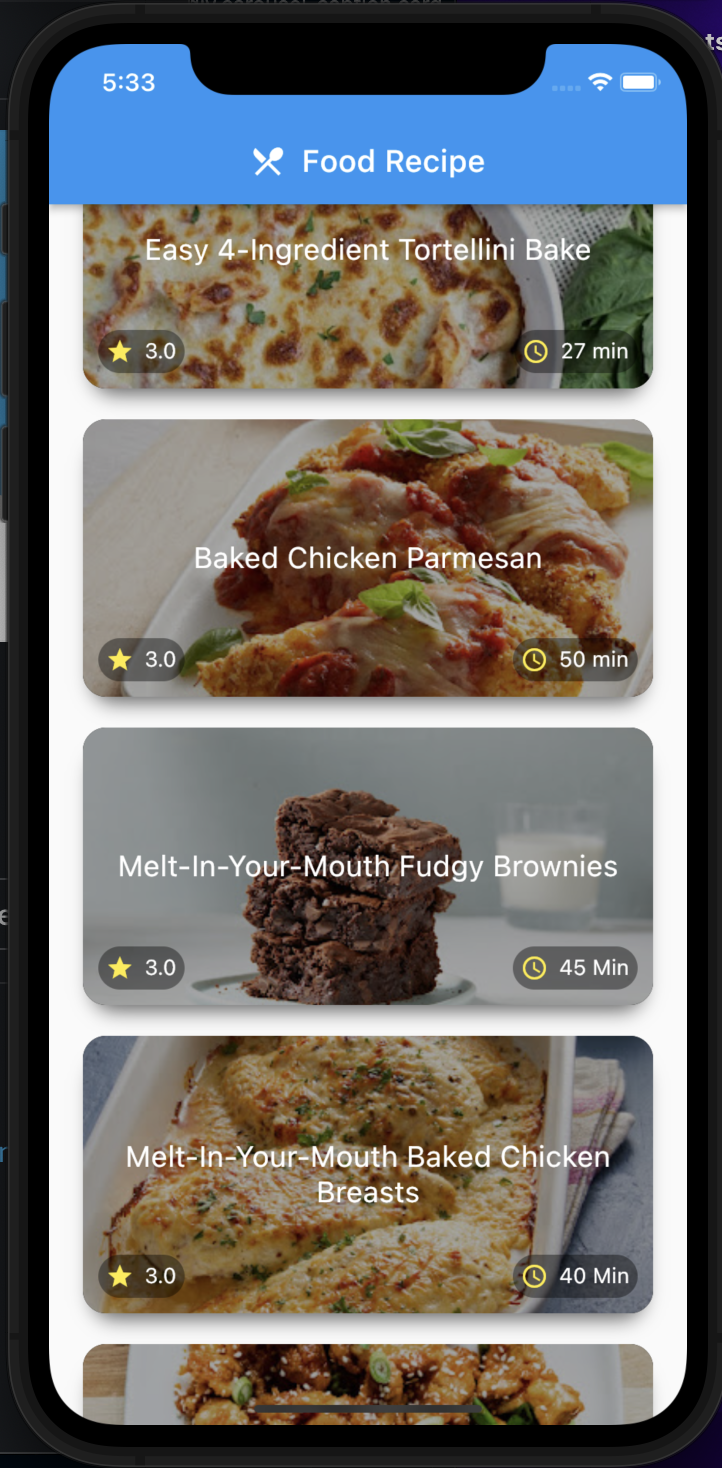 5:33
Food Recipe
Easy 4-Ingredient Tortellini Bake
3.0
27 min
Baked Chicken Parmesan
3.0
50 min
Melt-In-Your-Mouth Fudgy Brownies
3.0
45 Min
Melt-In-Your-Mouth Baked Chicken
Breasts
3.0
40 Min